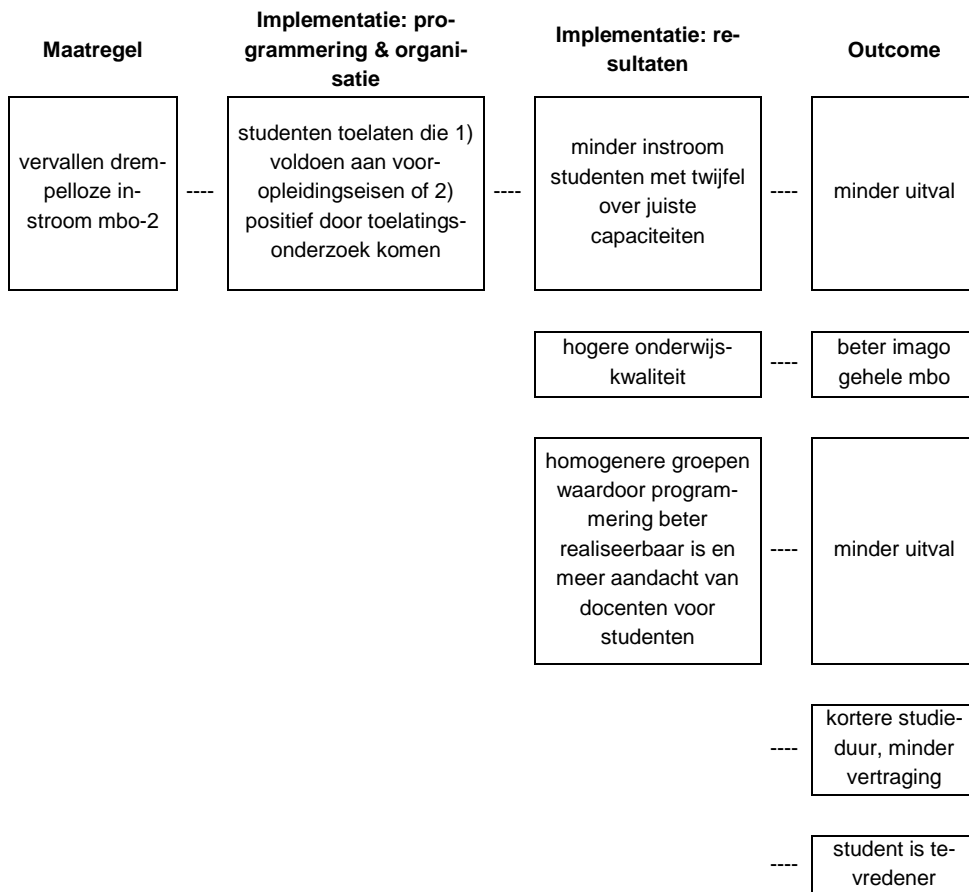 Maatregel
Implementatie: pro-
grammering & organi-
satie
Implementatie: re-
sultaten
Outcome
vervallen drem-
pelloze in-
stroom mbo-2
----
studenten toelaten die 1)
voldoen aan voor-
opleidingseisen of 2)
positief door toelatings-
onderzoek komen
----
minder instroom
studenten met twijfel
over juiste
capaciteiten
----
minder uitval
hogere onderwijs-
kwaliteit
----
beter imago
gehele mbo
homogenere groepen
waardoor program-
mering beter
realiseerbaar is en
meer aandacht van
docenten voor
studenten
----
minder uitval
----
kortere studie-
duur, minder
vertraging
----
student is te-
vredener